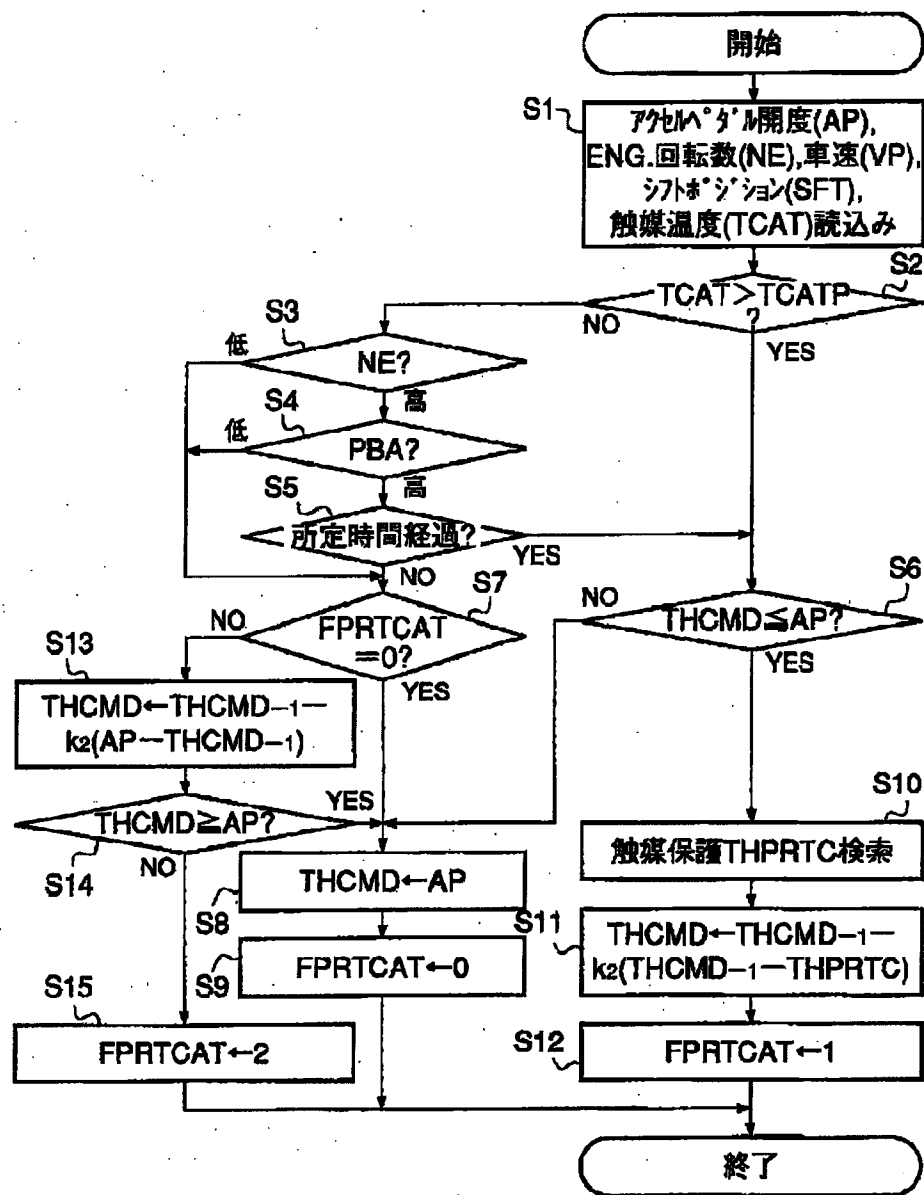 開始
S1
アクセルペダル開度(AP),
ENG.回転数(NE),車速(VP),
シフトポジション(SFT),
触媒温度(TCAT)読込み
S2
TCAT>TCATP
?
NO
YES
S3
低
NE?
高
S4
低
PBA?
高
S5
所定時間経過?
YES
NO
S7
NO
FPRTCAT
=0?
YES
S6
NO
THCMD≦AP?
YES
S13
THCMD←THCMD−1−
k2(AP−THCMD−1)
YES
THCMD≧AP?
S14
NO
S8
THCMD←AP
S9
FPRTCAT←0
S10
触媒保護THPRTC検索
S11
THCMD←THCMD−1−
k2(THCMD−1−THPRTC)
S15
FPRTCAT←2
S12
FPRTCAT←1
終了